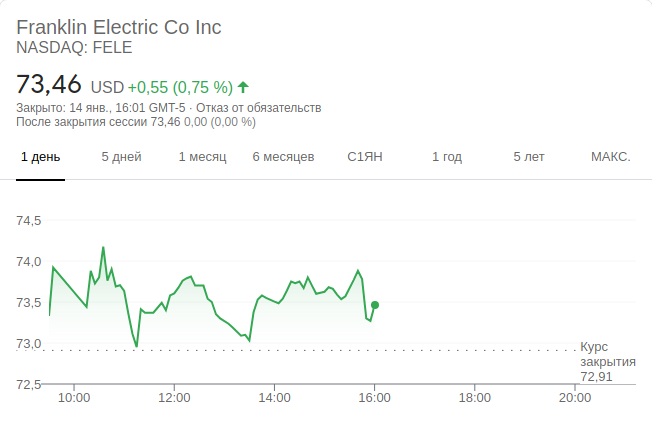 Franklin Electric Co Inc
NASDAQ: FELE
73,46 USD +0,55 (0,75 %)
Закрыто: 14 янв., 16:01 GMT-5 · Отказ от обязательств
После закрытия сессии 73,46 0,00 (0,00 %)
1 день 5 дней 1 месяц 6 месяцев С1ЯН 1 год 5 лет МАКС.
74,5
74,0
73,5
73,0
Курс
закрытия
72,91
72,5
10:00 12:00 14:00 16:00 18:00 20:00